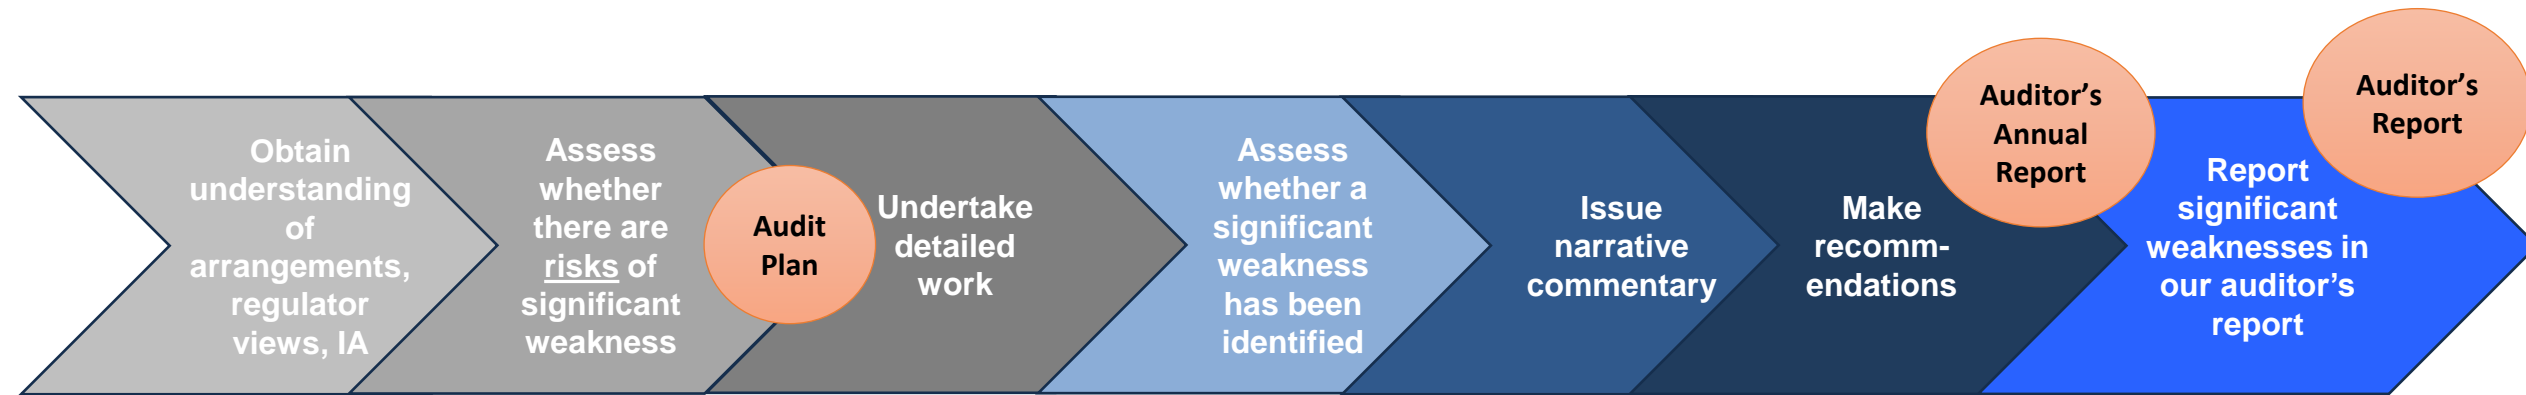 Obtain
understanding
of
arrangements,
regulator
views, IA
Assess
whether
there are
risks of
significant
weakness
Audit
Plan
Undertake
detailed
work
Assess
whether a
significant
weakness
has been
identified
Issue
narrative
commentary
Make
recomm-
endations
Auditor’s
Annual
Report
Report
significant
weaknesses in
our auditor’s
report
Auditor’s
Report